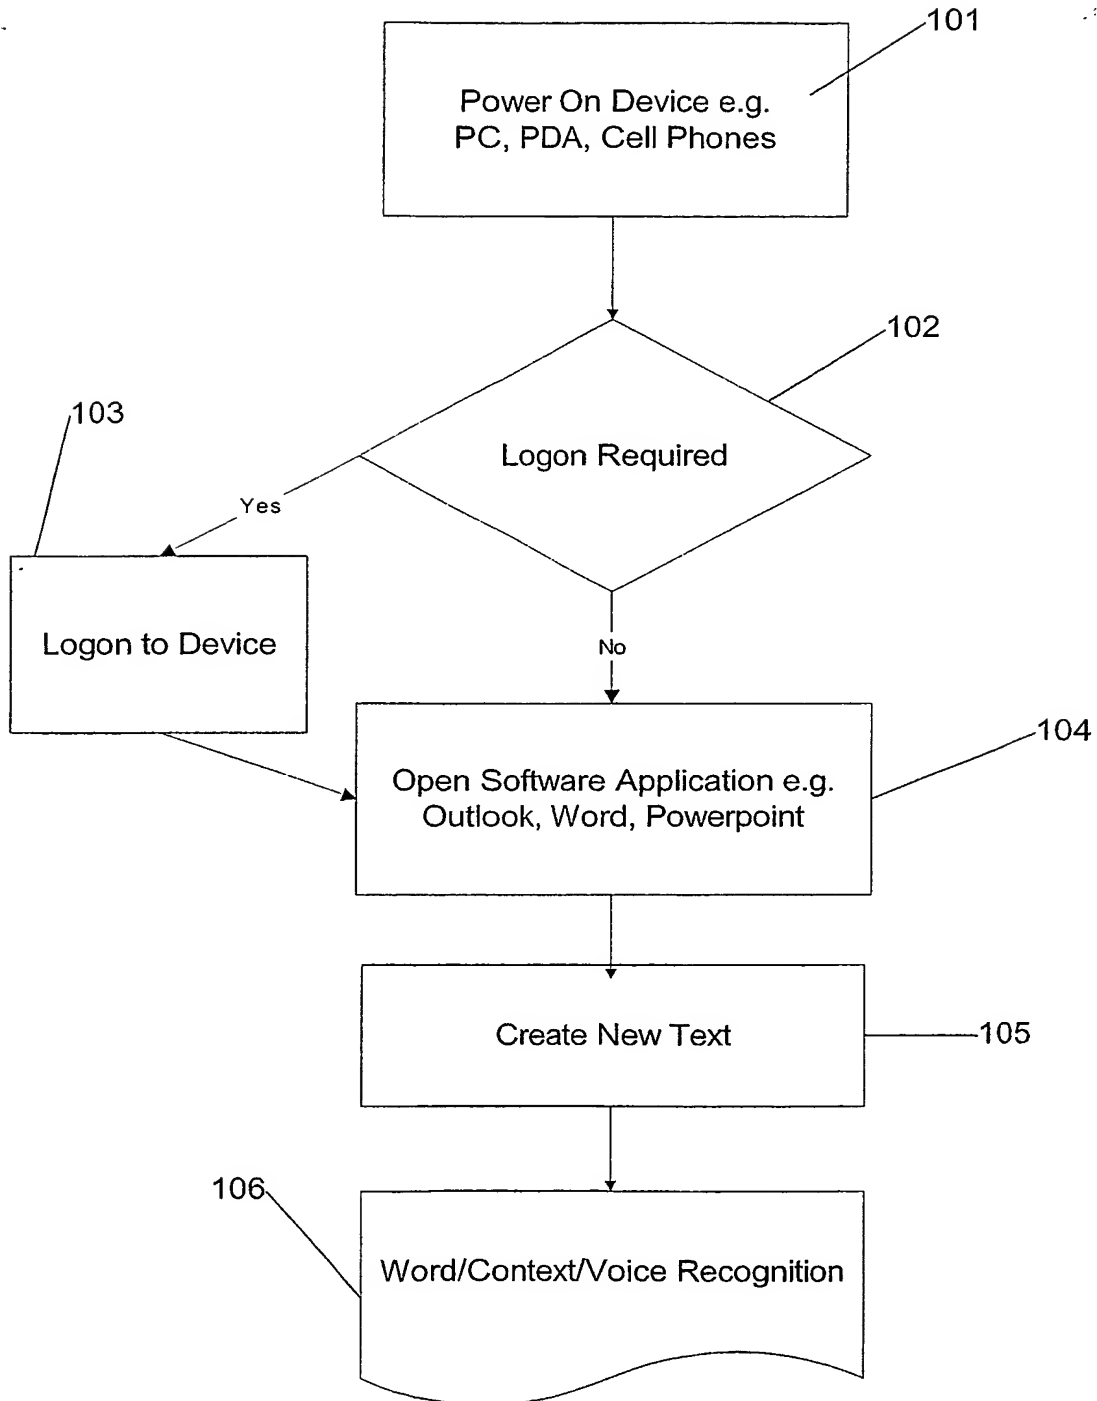 101
Power On Device e.g.
PC, PDA, Cell Phones
102
Logon Required
103
Yes
Logon to Device
No
104
Open Software Application e.g.
Outlook, Word, Powerpoint
Create New Text
105
106
Word/Context/Voice Recognition